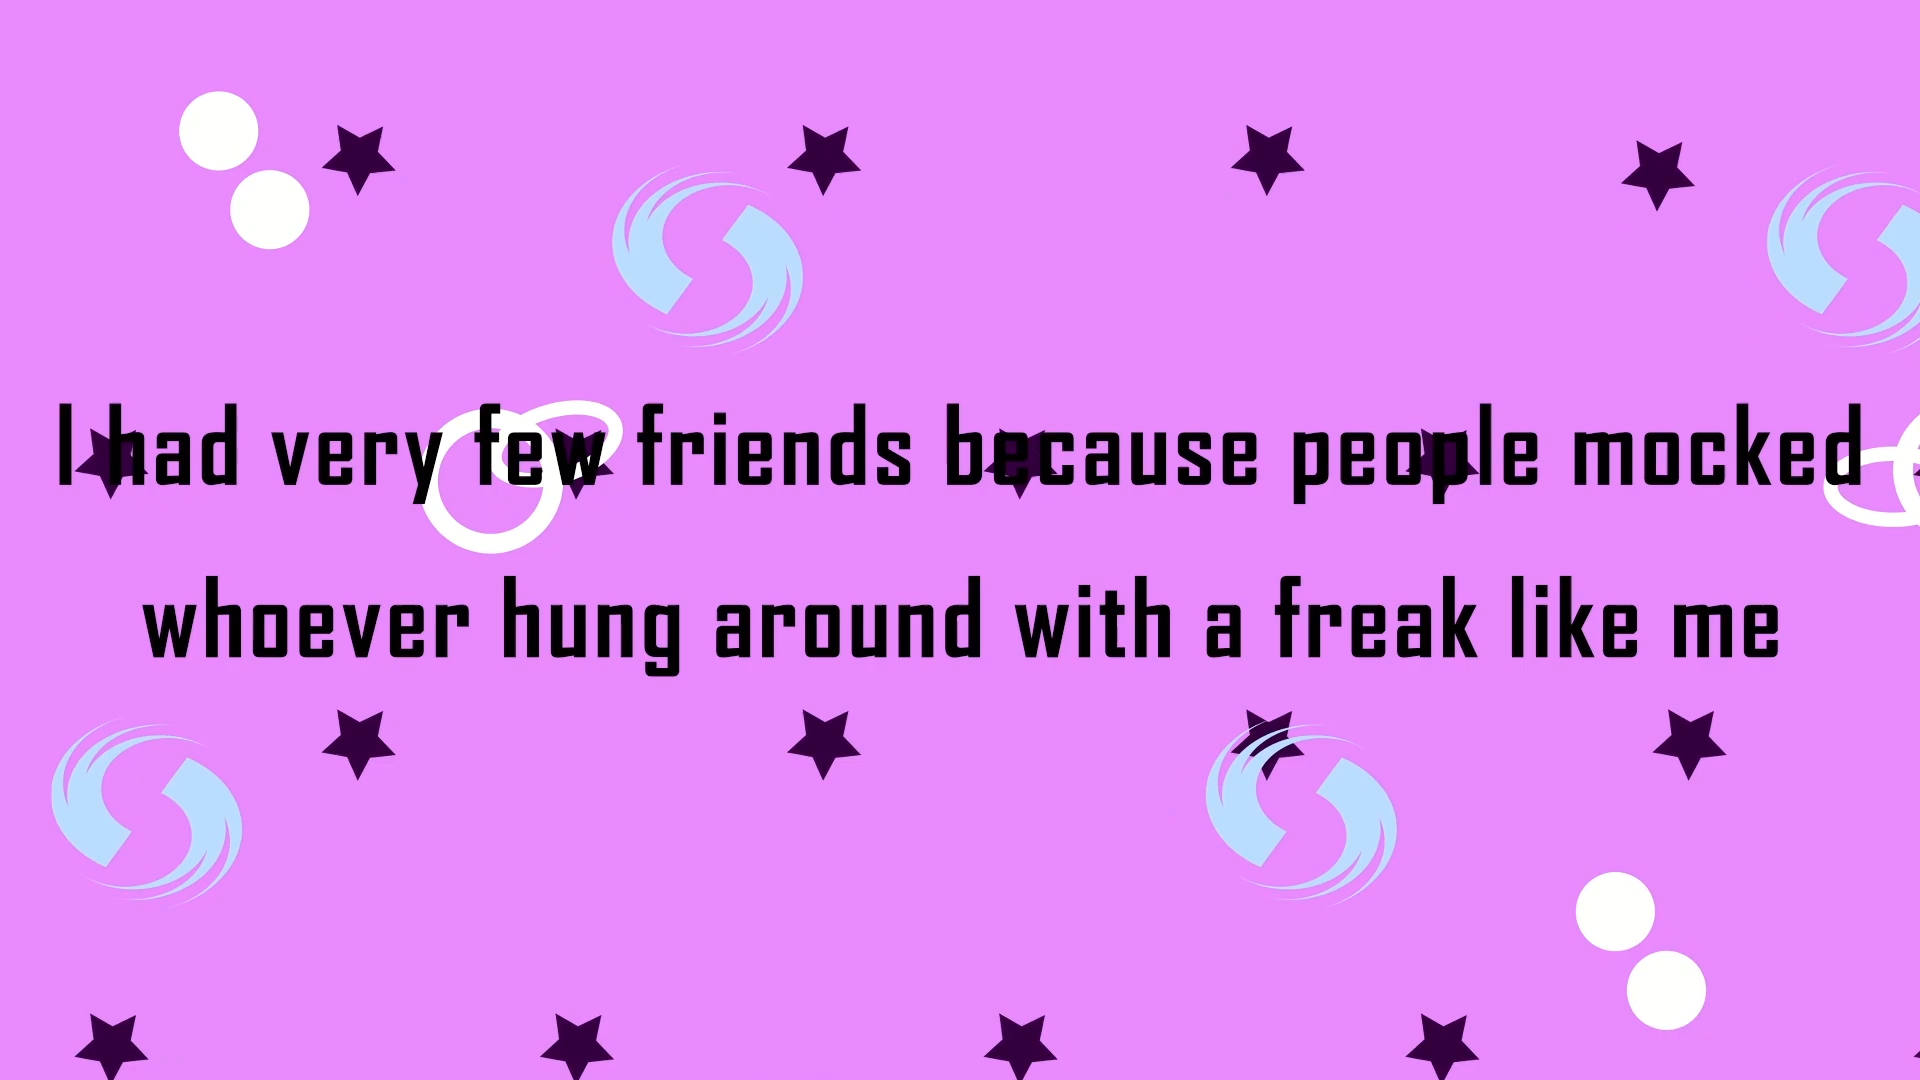 I had very few friends because people mocked
whoever hung around with a freak like me